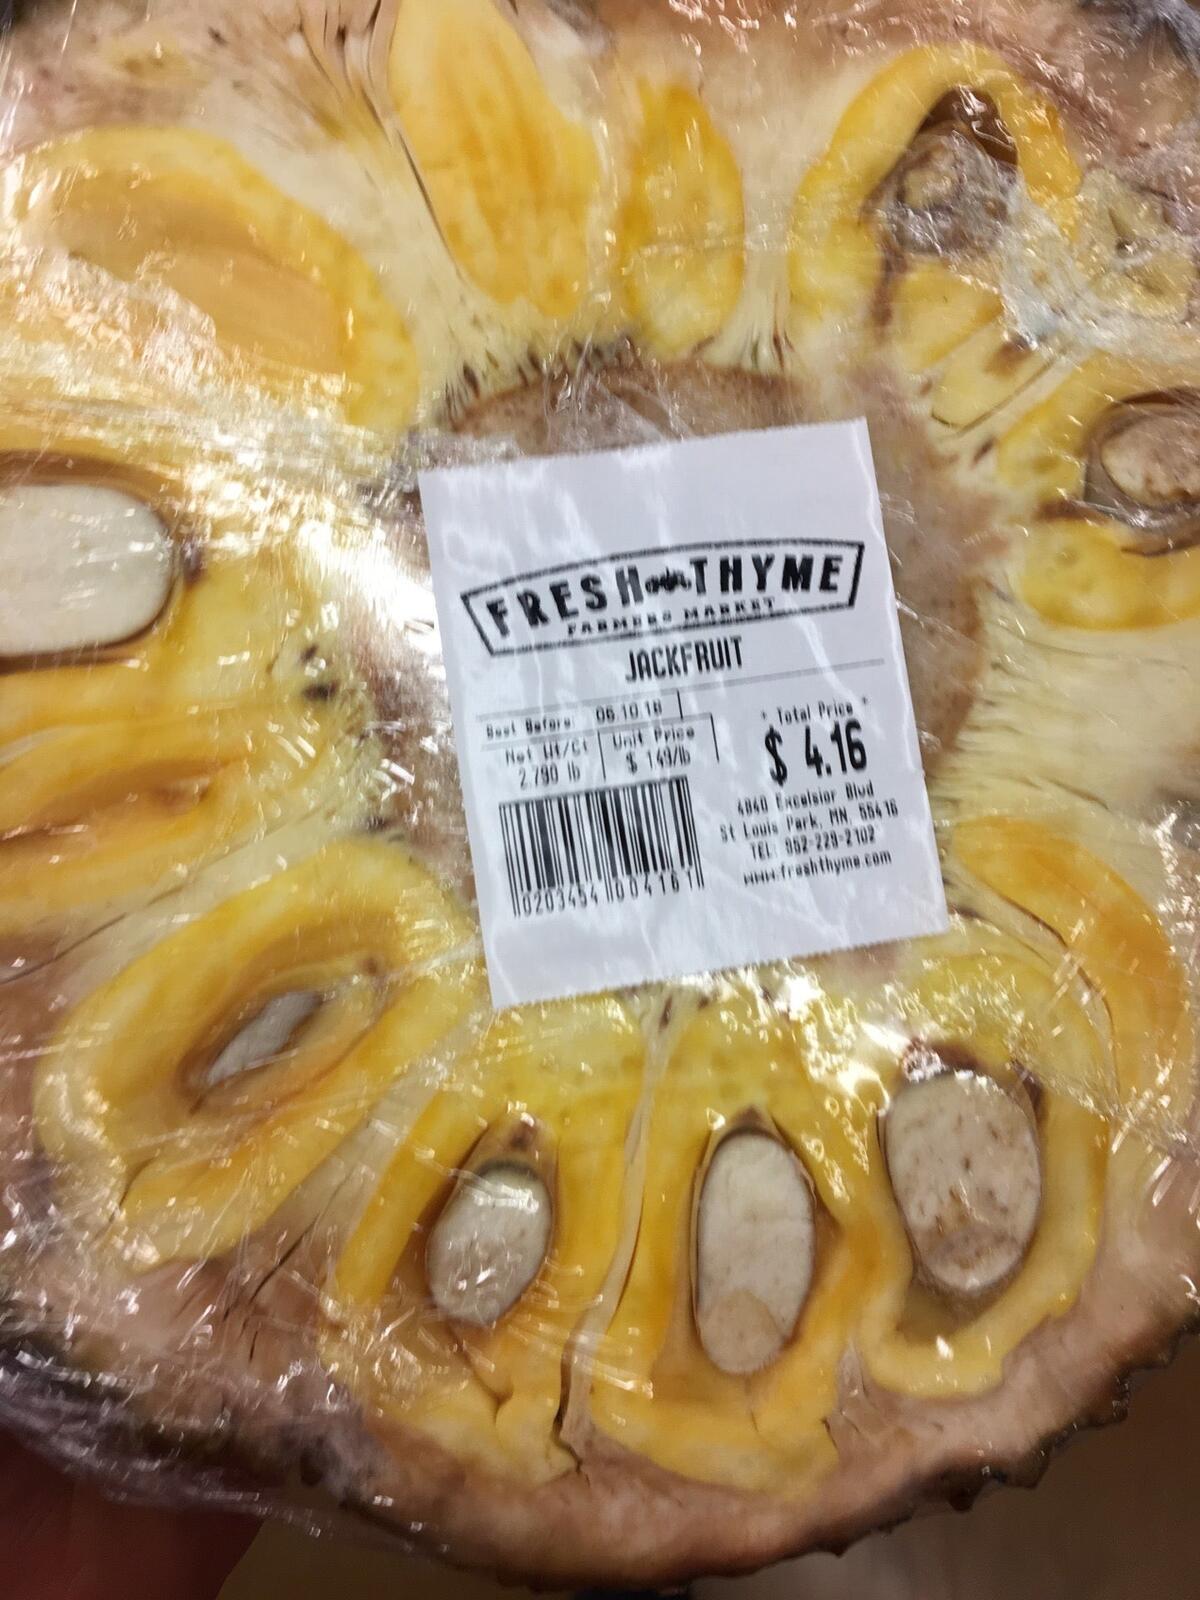 FRESH THYME
FARMERS MARKET
JACKFRUIT
Best Before: 06.10.18
Net Wt/Ct
2.790 lb
Unit Price
$ 1.49/lb
* Total Price *
$ 4.16
4840 Excelsior Blvd
St Louis Park, MN, 55416
TEL: 952-229-2102
www.freshthyme.com
0203454 004161